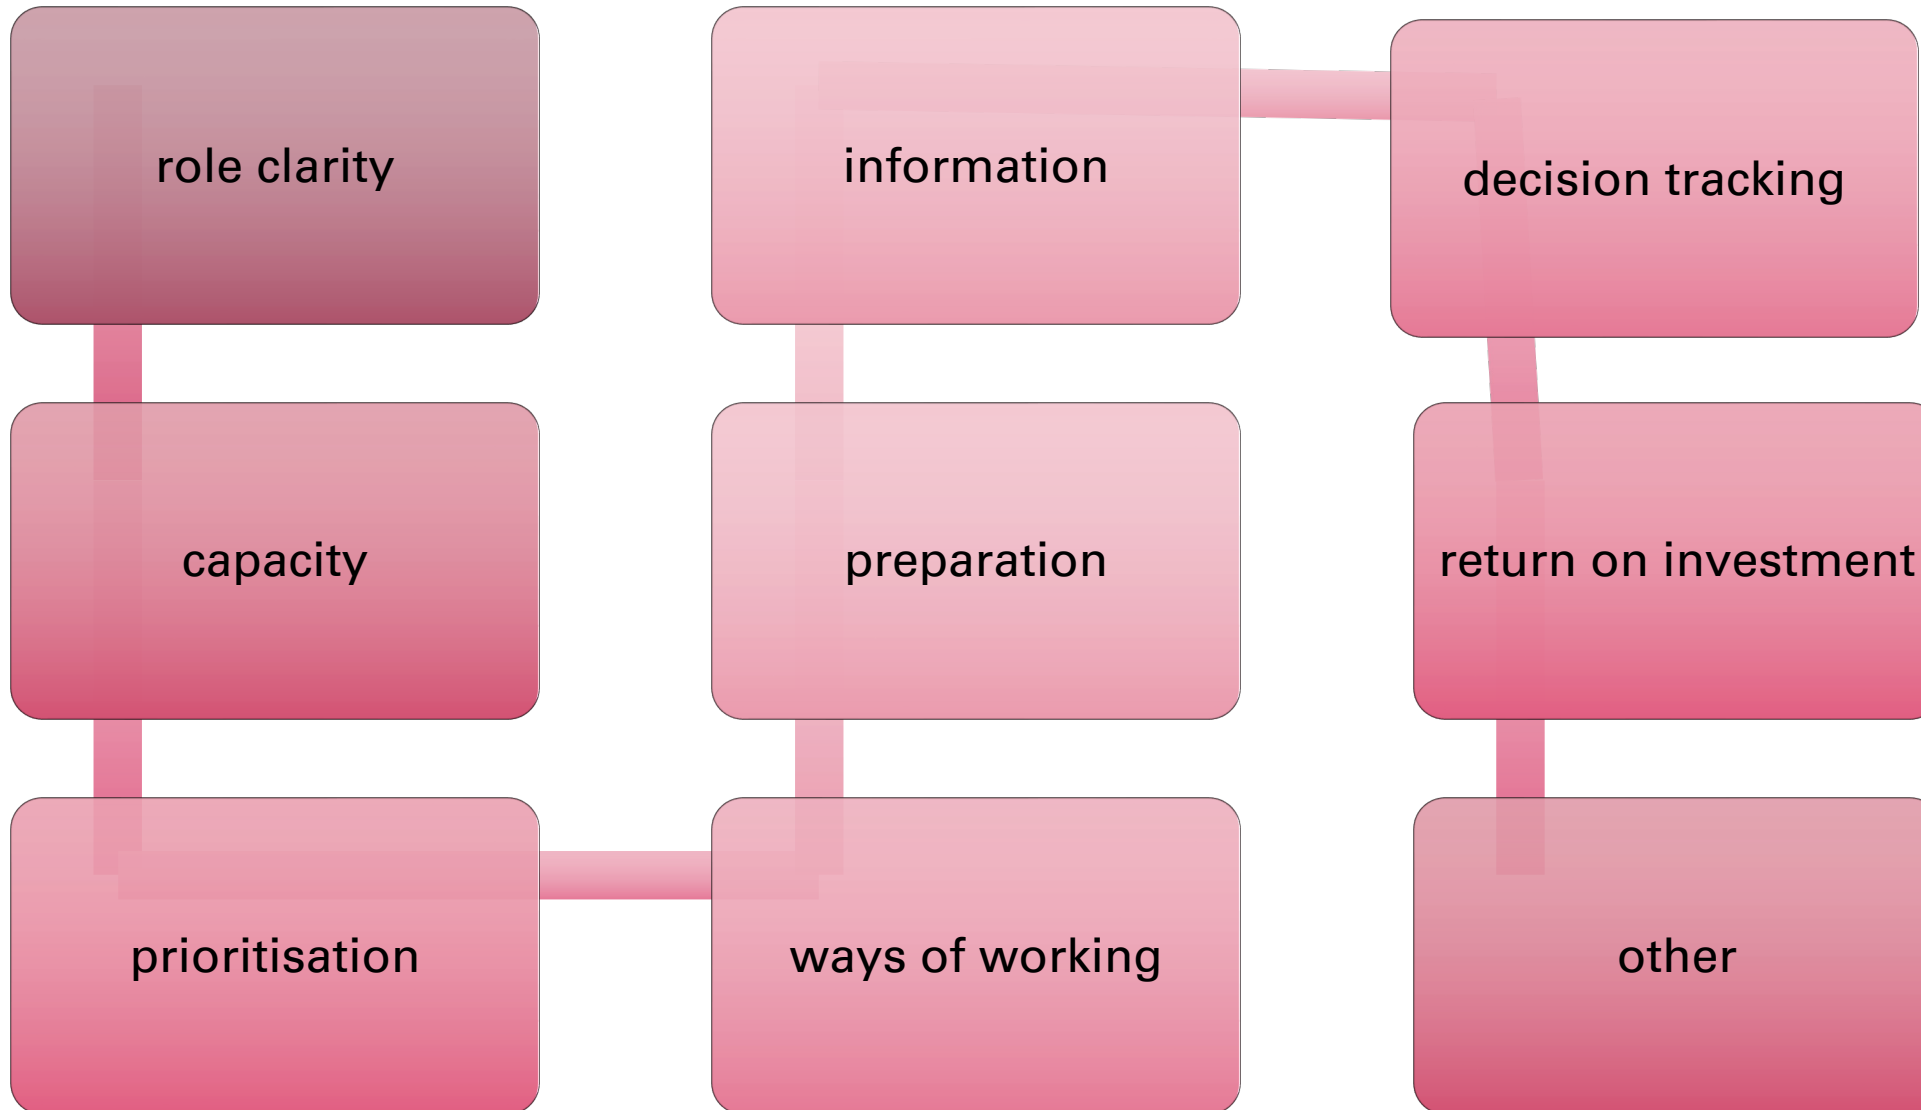 role clarity
capacity
prioritisation
ways of working
preparation
information
decision tracking
return on investment
other